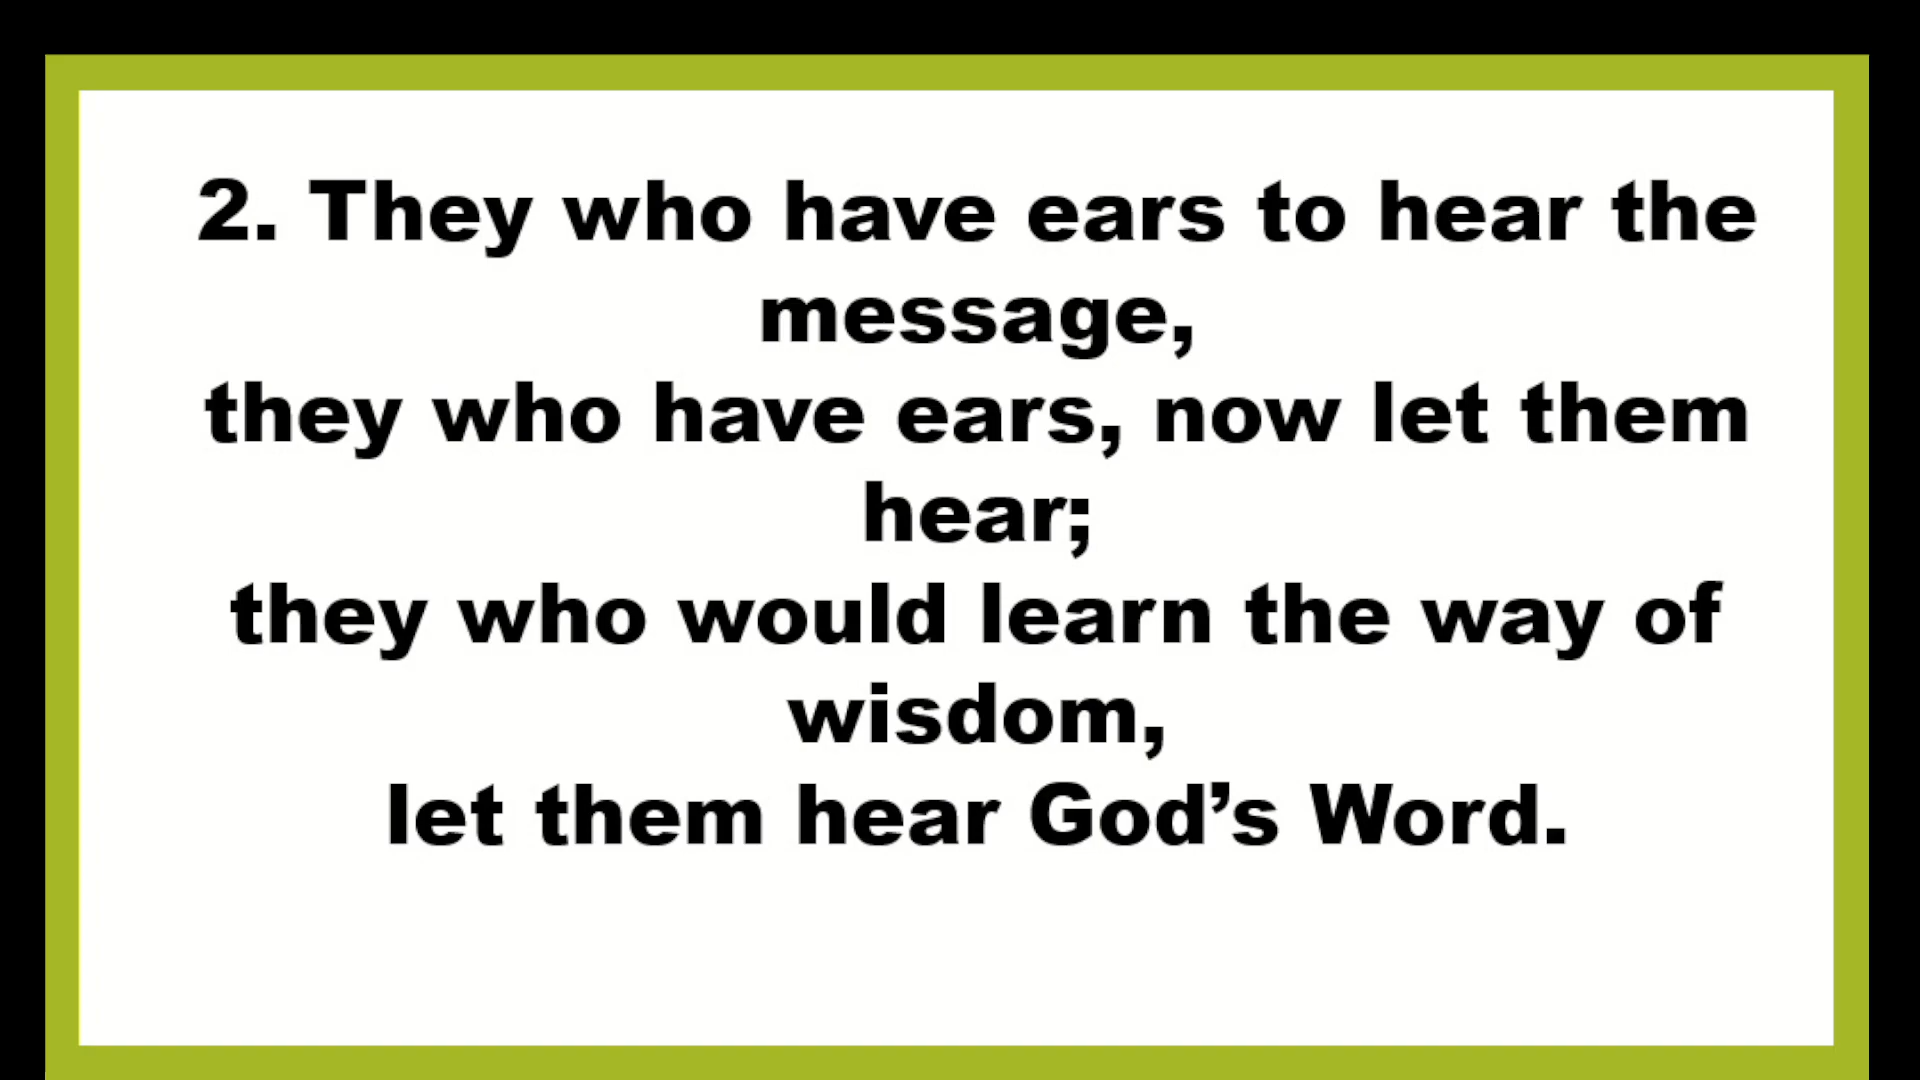 2. They who have ears to hear the
message,
they who have ears, now let them
hear;
they who would learn the way of
wisdom,
let them hear God’s Word.